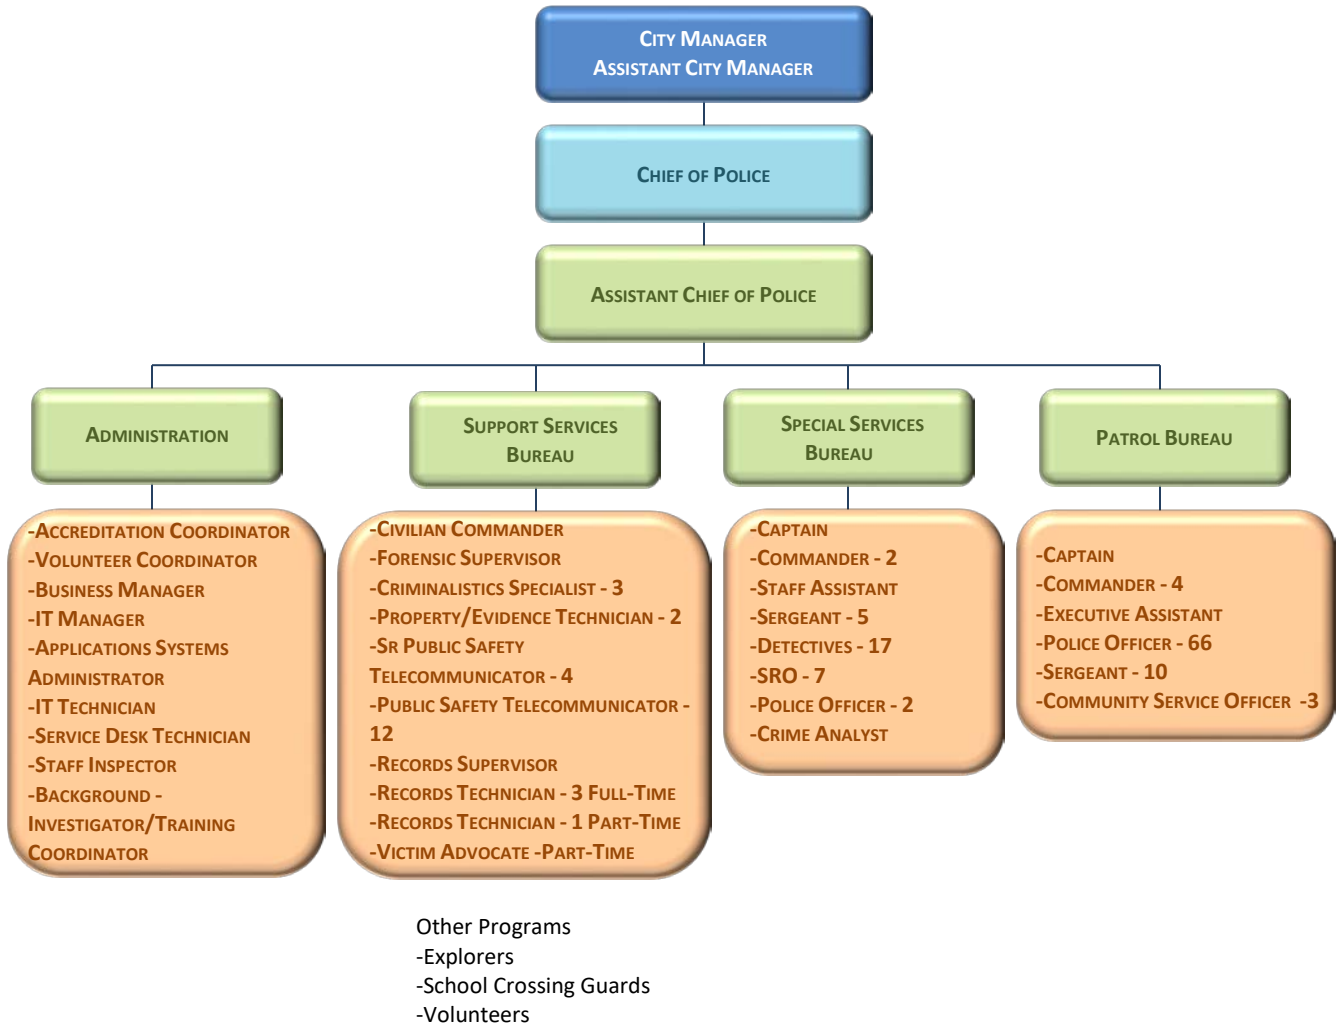 CITY MANAGER
ASSISTANT CITY MANAGER
CHIEF OF POLICE
ASSISTANT CHIEF OF POLICE
ADMINISTRATION
-ACCREDITATION COORDINATOR
-VOLUNTEER COORDINATOR
-BUSINESS MANAGER
-IT MANAGER
-APPLICATIONS SYSTEMS
ADMINISTRATOR
-IT TECHNICIAN
-SERVICE DESK TECHNICIAN
-STAFF INSPECTOR
-BACKGROUND -
INVESTIGATOR/TRAINING
COORDINATOR
SUPPORT SERVICES
BUREAU
-CIVILIAN COMMANDER
-FORENSIC SUPERVISOR
-CRIMINALISTICS SPECIALIST - 3
-PROPERTY/EVIDENCE TECHNICIAN - 2
-SR PUBLIC SAFETY
TELECOMMUNICATOR - 4
-PUBLIC SAFETY TELECOMMUNICATOR -
12
-RECORDS SUPERVISOR
-RECORDS TECHNICIAN - 3 FULL-TIME
-RECORDS TECHNICIAN - 1 PART-TIME
-VICTIM ADVOCATE -PART-TIME
SPECIAL SERVICES
BUREAU
-CAPTAIN
-COMMANDER - 2
-STAFF ASSISTANT
-SERGEANT - 5
-DETECTIVES - 17
-SRO - 7
-POLICE OFFICER - 2
-CRIME ANALYST
PATROL BUREAU
-CAPTAIN
-COMMANDER - 4
-EXECUTIVE ASSISTANT
-POLICE OFFICER - 66
-SERGEANT - 10
-COMMUNITY SERVICE OFFICER -3
Other Programs
-Explorers
-School Crossing Guards
-Volunteers